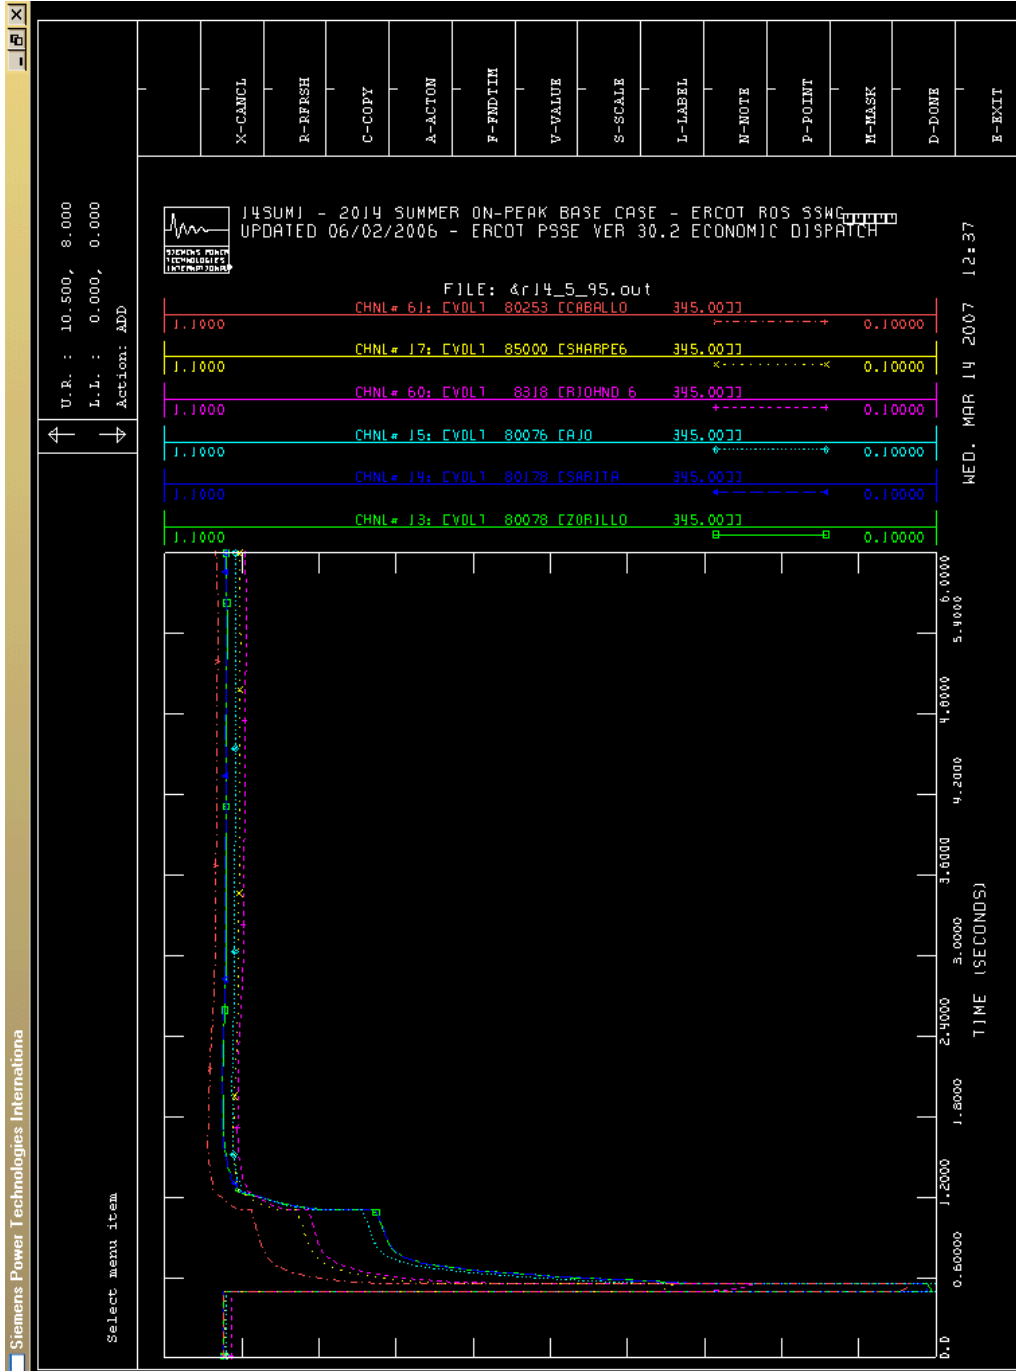 Siemens Power Technologies Internationa
Select menu item
U.R. : 10.500, 8.000
L.L. : 0.000, 0.000
Action: ADD
X-CANCL
R-RFRSH
C-COPY
A-ACTON
F-FNDTIM
V-VALUE
S-SCALE
L-LABEL
N-NOTE
P-POINT
M-MASK
D-DONE
E-EXIT
SIEMENS POWER
TECHNOLOGIES
INTERNATIONAL
14SUM1 - 2014 SUMMER ON-PEAK BASE CASE - ERCOT ROS SSWG
UPDATED 06/02/2006 - ERCOT PSSE VER 30.2 ECONOMIC DISPATCH
FILE: &r14_5_95.out
CHNL# 61: [VOLT 80253 [CABALLO 345.00]]
1.1000 0.10000
CHNL# 17: [VOLT 85000 [SHARPE6 345.00]]
1.1000 0.10000
CHNL# 60: [VOLT 8318 [RIOHND 6 345.00]]
1.1000 0.10000
CHNL# 15: [VOLT 80076 [AJO 345.00]]
1.1000 0.10000
CHNL# 14: [VOLT 80178 [SARITA 345.00]]
1.1000 0.10000
CHNL# 13: [VOLT 80078 [ZORILLO 345.00]]
1.1000 0.10000
0.0
0.60000
1.2000
1.8000
2.4000
3.0000
3.6000
4.2000
4.8000
5.4000
6.0000
TIME (SECONDS)
WED. MAR 14 2007 12:37